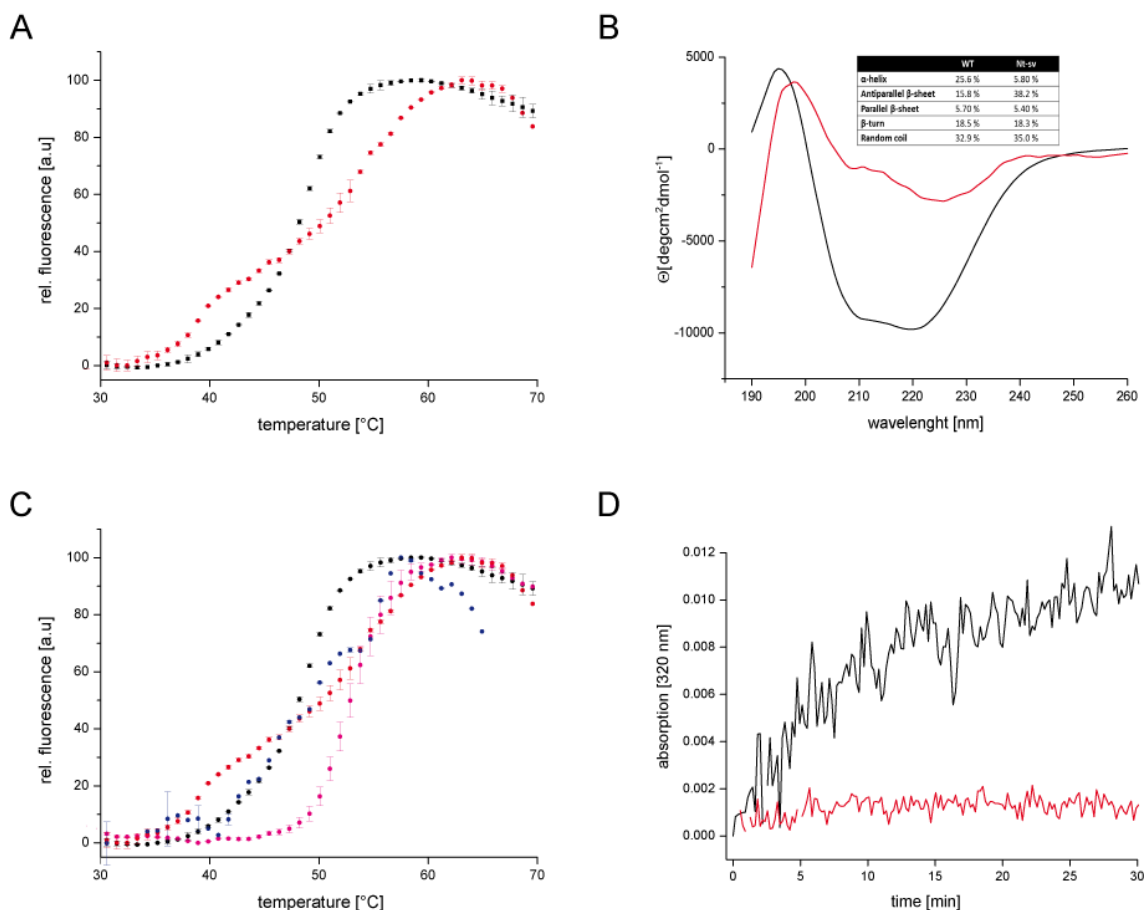 A
rel. fluorescence [a.u]
100
80
60
40
20
0
30 40 50 60 70
temperature [°C]
B
Θ[degcm²dmol⁻¹]
5000
0
-5000
-10000
190 200 210 220 230 240 250 260
wavelenght [nm]
WT Nt-sv
α-helix 25.6 % 5.80 %
Antiparallel β-sheet 15.8 % 38.2 %
Parallel β-sheet 5.70 % 5.40 %
β-turn 18.5 % 18.3 %
Random coil 32.9 % 35.0 %
C
rel. fluorescence [a.u]
100
80
60
40
20
0
30 40 50 60 70
temperature [°C]
D
absorption [320 nm]
0.012
0.010
0.008
0.006
0.004
0.002
0.000
0 5 10 15 20 25 30
time [min]